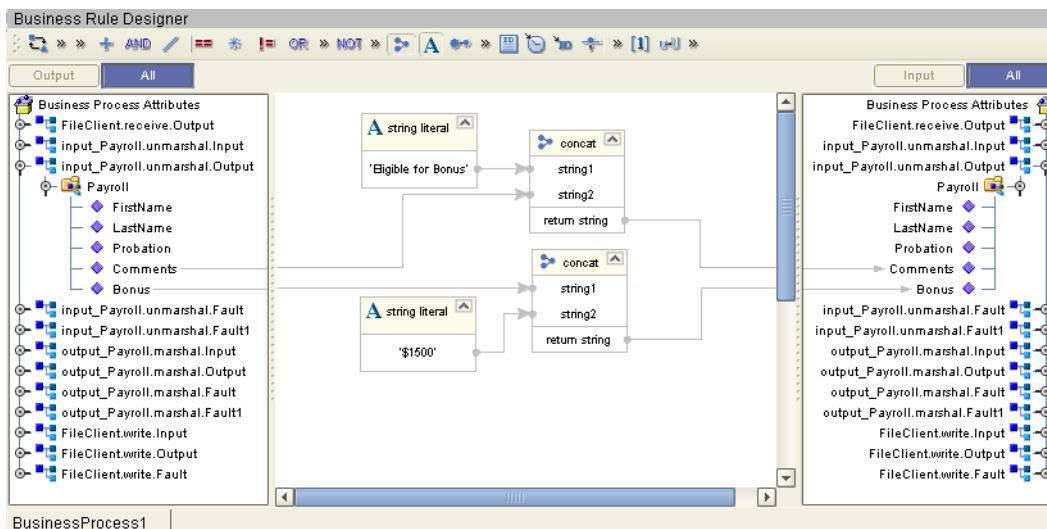 Business Rule Designer
» » AND == != OR » NOT » A » ID ID » [1] »
Output All Input All
Business Process Attributes
FileClient.receive.Output
input_Payroll.unmarshal.Input
input_Payroll.unmarshal.Output
Payroll
FirstName
LastName
Probation
Comments
Bonus
input_Payroll.unmarshal.Fault
input_Payroll.unmarshal.Fault1
output_Payroll.marshal.Input
output_Payroll.marshal.Output
output_Payroll.marshal.Fault
output_Payroll.marshal.Fault1
FileClient.write.Input
FileClient.write.Output
FileClient.write.Fault
A string literal
'Eligible for Bonus'
concat
string1
string2
return string
concat
string1
string2
return string
A string literal
'$1500'
Business Process Attributes
FileClient.receive.Output
input_Payroll.unmarshal.Input
input_Payroll.unmarshal.Output
Payroll
FirstName
LastName
Probation
Comments
Bonus
input_Payroll.unmarshal.Fault
input_Payroll.unmarshal.Fault1
output_Payroll.marshal.Input
output_Payroll.marshal.Output
output_Payroll.marshal.Fault
output_Payroll.marshal.Fault1
FileClient.write.Input
FileClient.write.Output
FileClient.write.Fault
BusinessProcess1